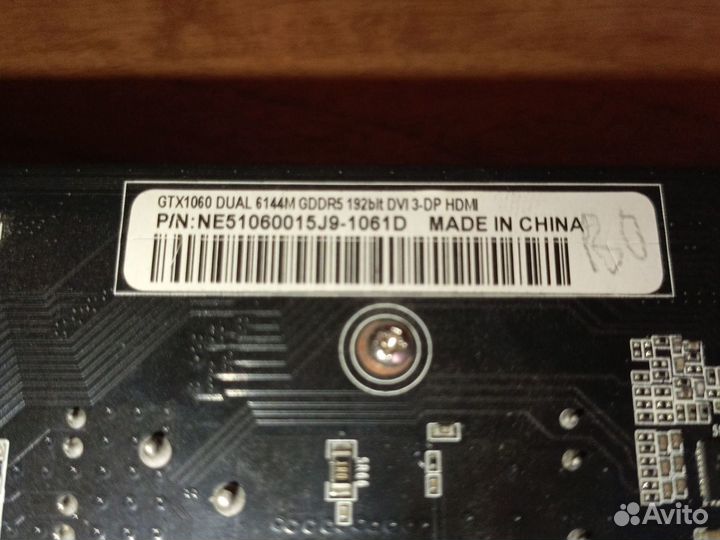 GTX1060 DUAL 6144M GDDR5 192bit DVI 3-DP HDMI
P/N:NE51060015J9-1061D MADE IN CHINA
Avito